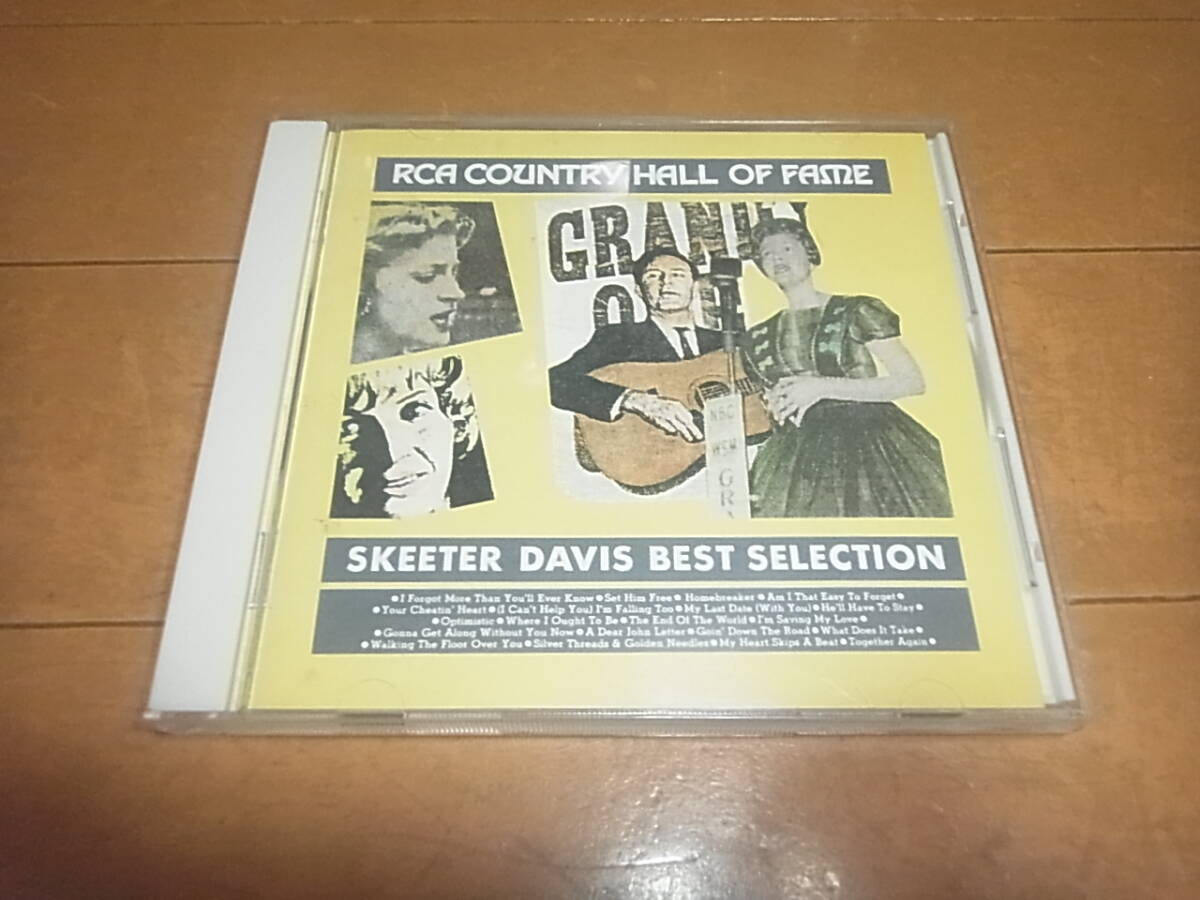 RCA COUNTRY HALL OF FAME
GRAND
NBC
WSM
GR
SKEETER DAVIS BEST SELECTION
●I Forgot More Than You'll Ever Know●Set Him Free● Homebreaker●Am I That Easy To Forget●
●Your Cheatin' Heart●(I Can't Help You) I'm Falling Too●My Last Date (With You)●He'll Have To Stay●
●Optimistic●Where I Ought To Be●The End Of The World●I'm Saving My Love●
●Gonna Get Along Without You Now●A Dear John Letter●Goin' Down The Road●What Does It Take●
●Walking The Floor Over You●Silver Threads & Golden Needles●My Heart Skips A Beat●Together Again●